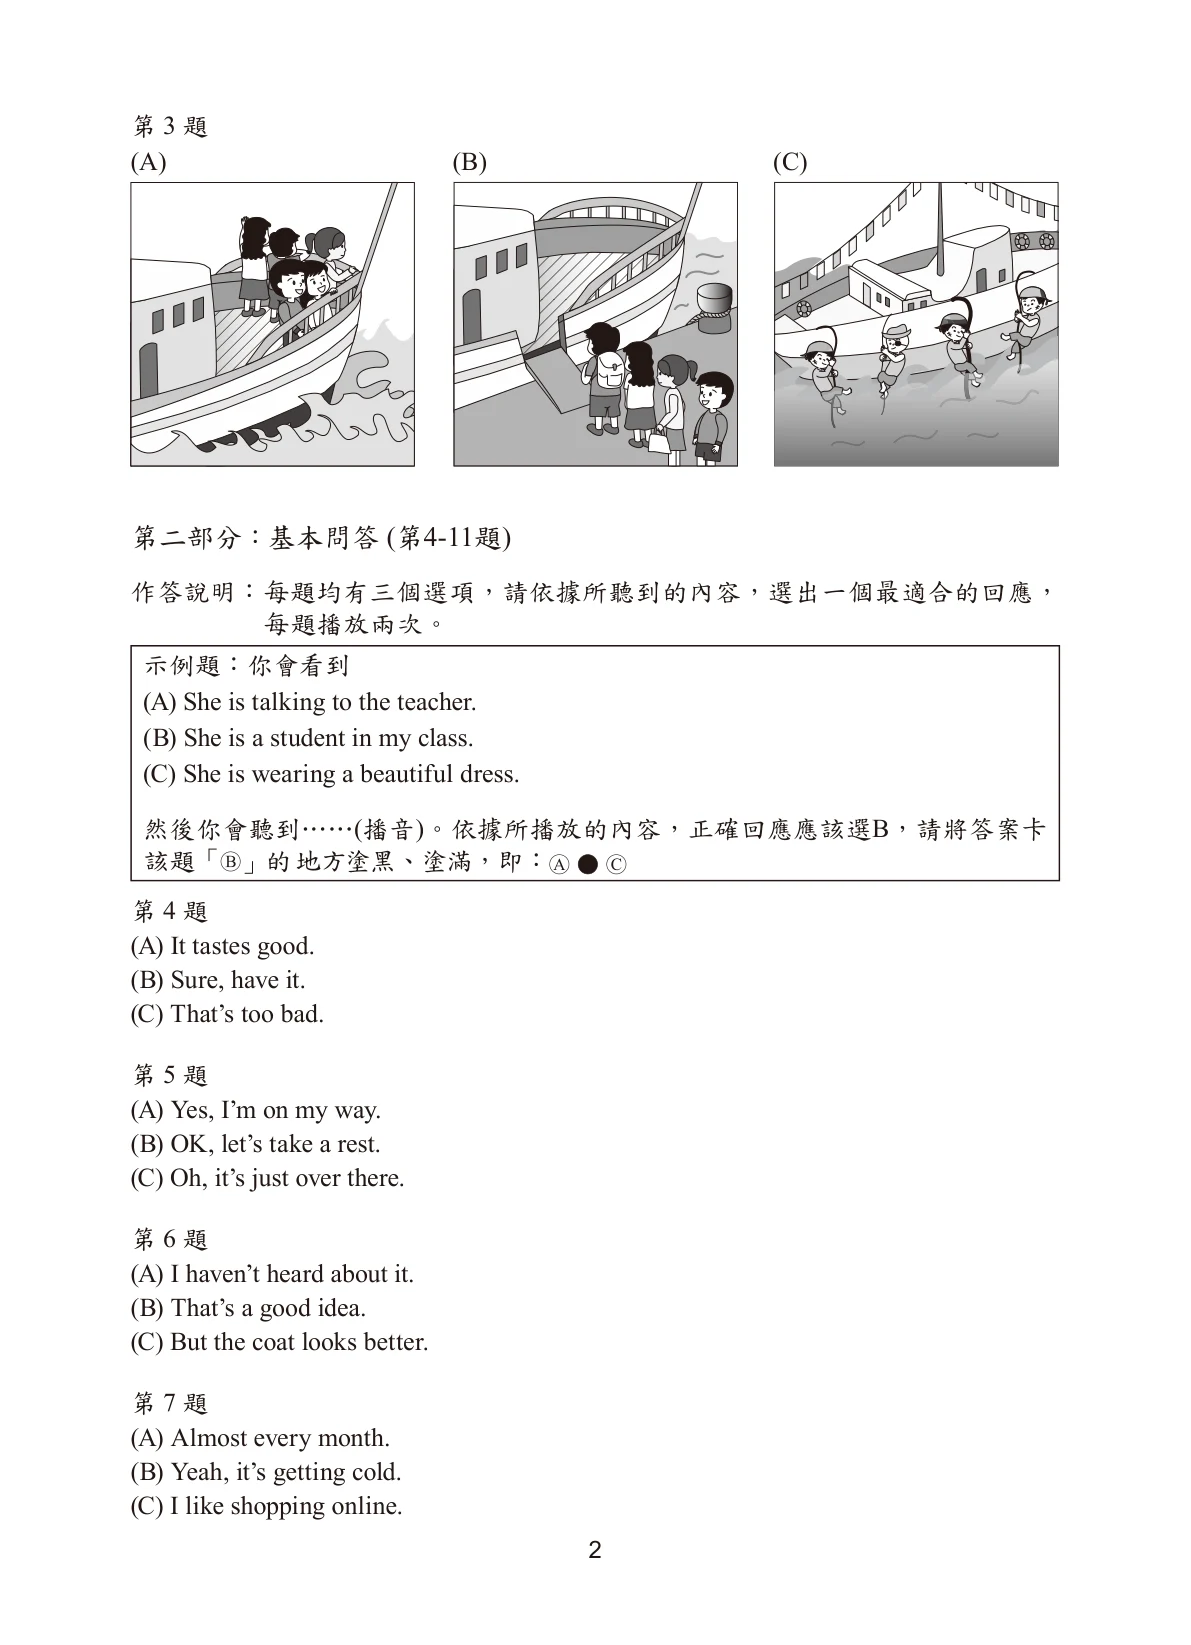 第 3 題
(A) (B) (C)
第二部分：基本問答 (第4-11題)
作答說明：每題均有三個選項，請依據所聽到的內容，選出一個最適合的回應，
每題播放兩次。
示例題：你會看到
(A) She is talking to the teacher.
(B) She is a student in my class.
(C) She is wearing a beautiful dress.
然後你會聽到……(播音)。依據所播放的內容，正確回應應該選B，請將答案卡
該題「Ⓑ」的地方塗黑、塗滿，即：Ⓐ ● Ⓒ
第 4 題
(A) It tastes good.
(B) Sure, have it.
(C) That’s too bad.
第 5 題
(A) Yes, I’m on my way.
(B) OK, let’s take a rest.
(C) Oh, it’s just over there.
第 6 題
(A) I haven’t heard about it.
(B) That’s a good idea.
(C) But the coat looks better.
第 7 題
(A) Almost every month.
(B) Yeah, it’s getting cold.
(C) I like shopping online.
2